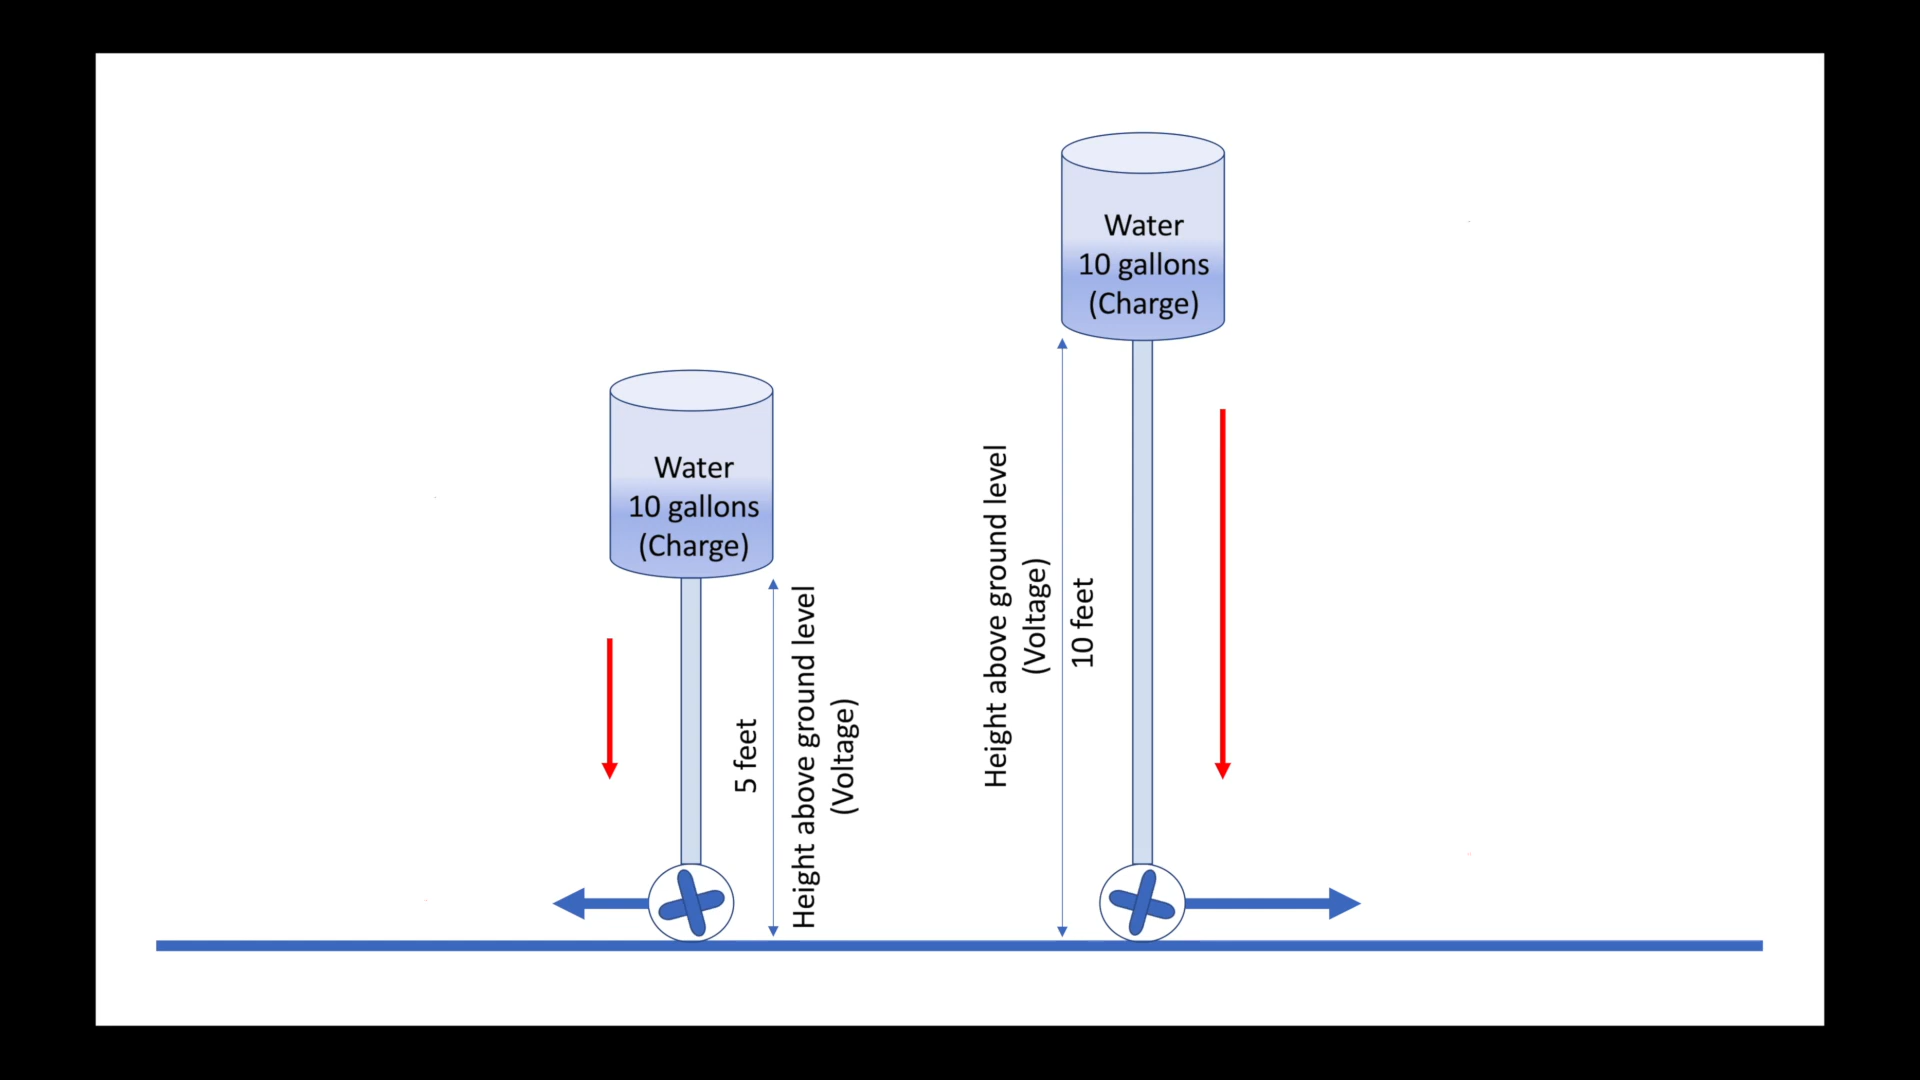 Water
10 gallons
(Charge)
5 feet
Height above ground level
(Voltage)
Water
10 gallons
(Charge)
Height above ground level
(Voltage)
10 feet